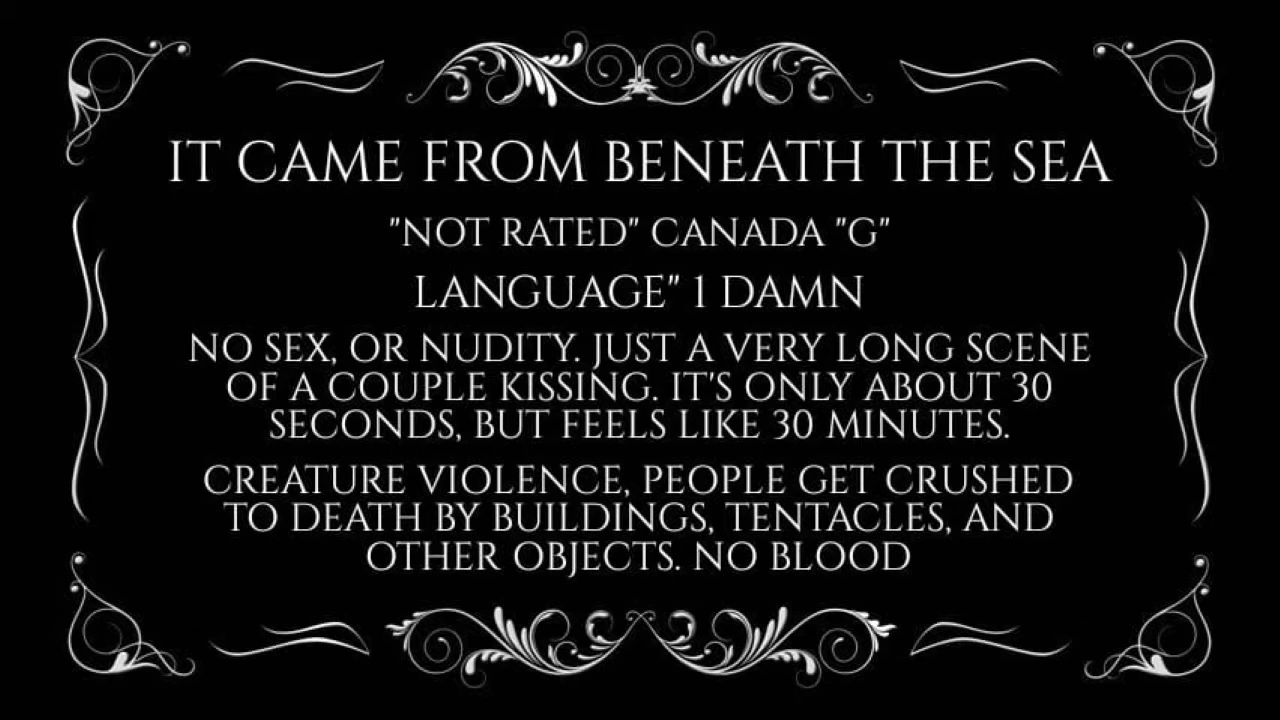 IT CAME FROM BENEATH THE SEA
"NOT RATED" CANADA "G"
LANGUAGE" 1 DAMN
NO SEX, OR NUDITY. JUST A VERY LONG SCENE
OF A COUPLE KISSING. IT'S ONLY ABOUT 30
SECONDS, BUT FEELS LIKE 30 MINUTES.
CREATURE VIOLENCE, PEOPLE GET CRUSHED
TO DEATH BY BUILDINGS, TENTACLES, AND
OTHER OBJECTS. NO BLOOD